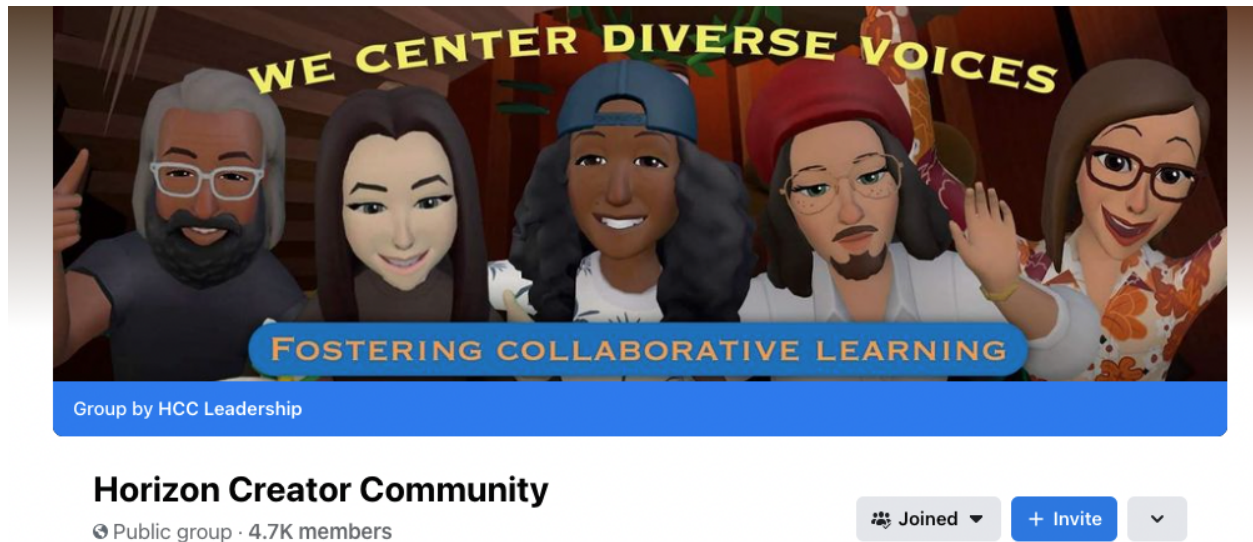 WE CENTER DIVERSE VOICES
FOSTERING COLLABORATIVE LEARNING
Group by HCC Leadership
Horizon Creator Community
Public group · 4.7K members
Joined
+ Invite